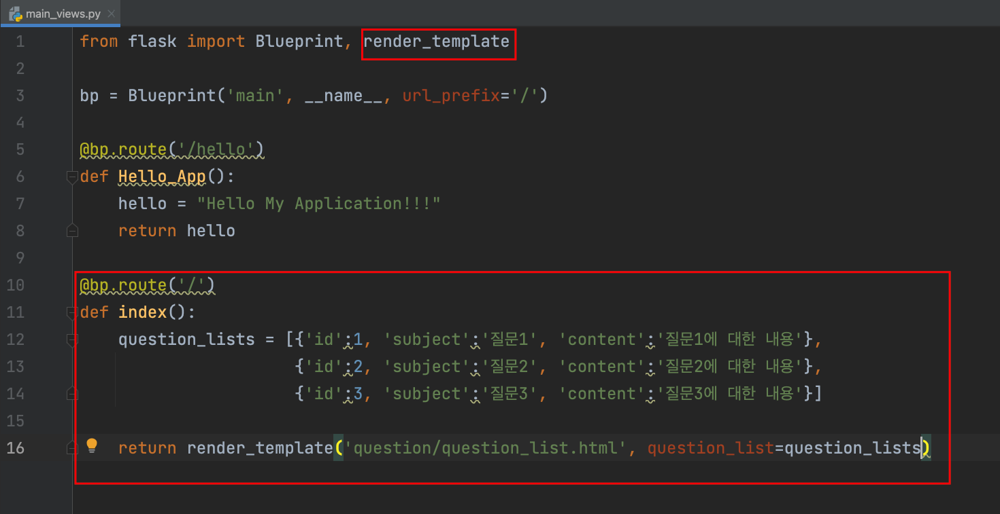 main_views.py
1 from flask import Blueprint, render_template
2
3 bp = Blueprint('main', __name__, url_prefix='/')
4
5 @bp.route('/hello')
6 def Hello_App():
7     hello = "Hello My Application!!!"
8     return hello
9
10 @bp.route('/')
11 def index():
12     question_lists = [{'id':1, 'subject':'질문1', 'content':'질문1에 대한 내용'},
13                       {'id':2, 'subject':'질문2', 'content':'질문2에 대한 내용'},
14                       {'id':3, 'subject':'질문3', 'content':'질문3에 대한 내용'}]
15
16     return render_template('question/question_list.html', question_list=question_lists)